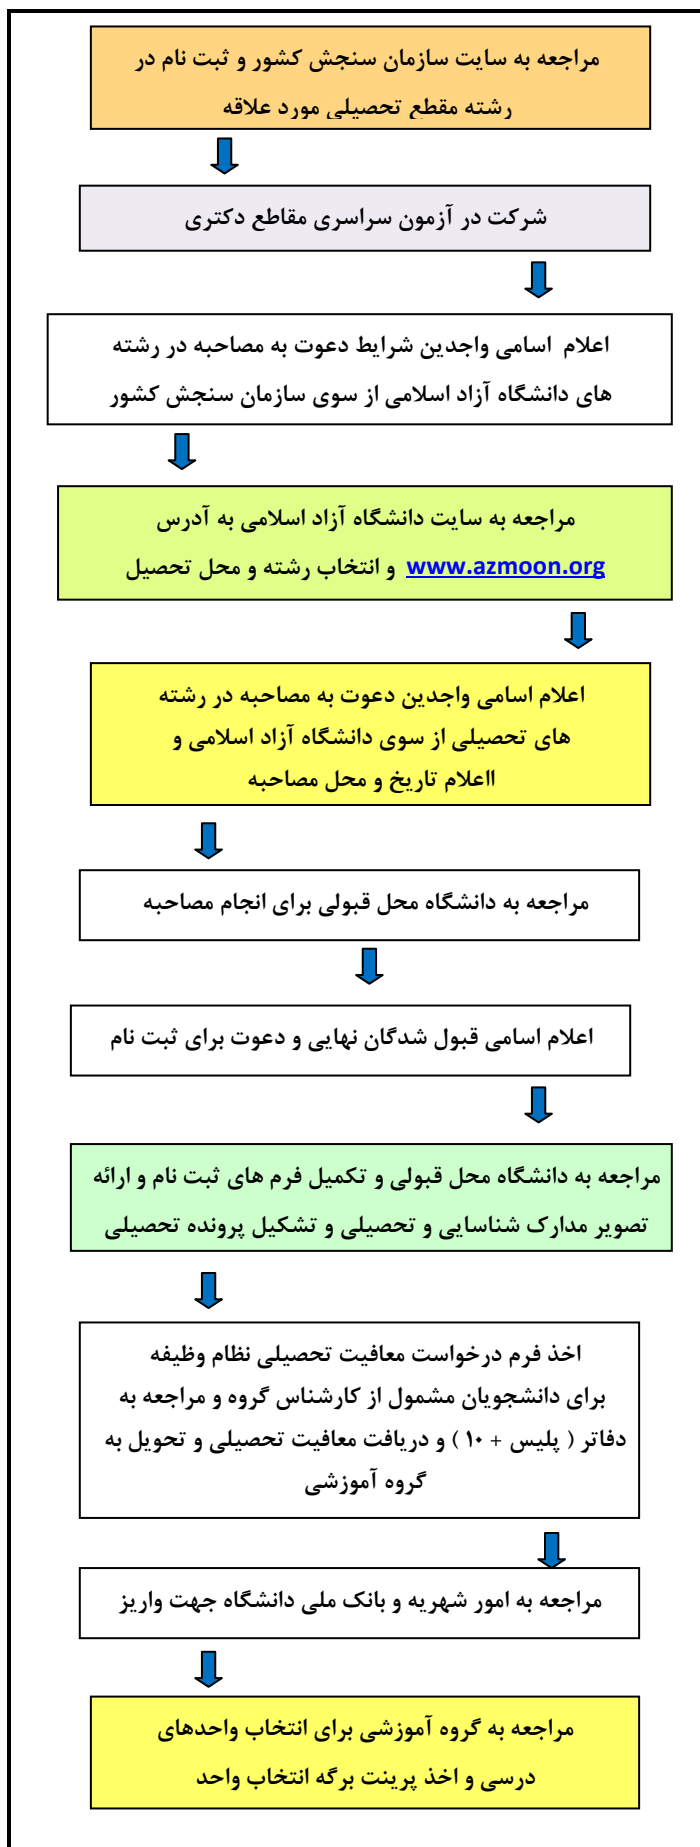 مراجعه به سایت سازمان سنجش کشور و ثبت نام در
رشته مقطع تحصیلی مورد علاقه
شرکت در آزمون سراسری مقاطع دکتری
اعلام اسامی واجدین شرایط دعوت به مصاحبه در رشته
های دانشگاه آزاد اسلامی از سوی سازمان سنجش کشور
مراجعه به سایت دانشگاه آزاد اسلامی به آدرس
www.azmoon.org و انتخاب رشته و محل تحصیل
اعلام اسامی واجدین دعوت به مصاحبه در رشته
های تحصیلی از سوی دانشگاه آزاد اسلامی و
ااعلام تاریخ و محل مصاحبه
مراجعه به دانشگاه محل قبولی برای انجام مصاحبه
اعلام اسامی قبول شدگان نهایی و دعوت برای ثبت نام
مراجعه به دانشگاه محل قبولی و تکمیل فرم های ثبت نام و ارائه
تصویر مدارک شناسایی و تحصیلی و تشکیل پرونده تحصیلی
اخذ فرم درخواست معافیت تحصیلی نظام وظیفه
برای دانشجویان مشمول از کارشناس گروه و مراجعه به
دفاتر ( پلیس + ۱۰ ) و دریافت معافیت تحصیلی و تحویل به
گروه آموزشی
مراجعه به امور شهریه و بانک ملی دانشگاه جهت واریز
مراجعه به گروه آموزشی برای انتخاب واحدهای
درسی و اخذ پرینت برگه انتخاب واحد